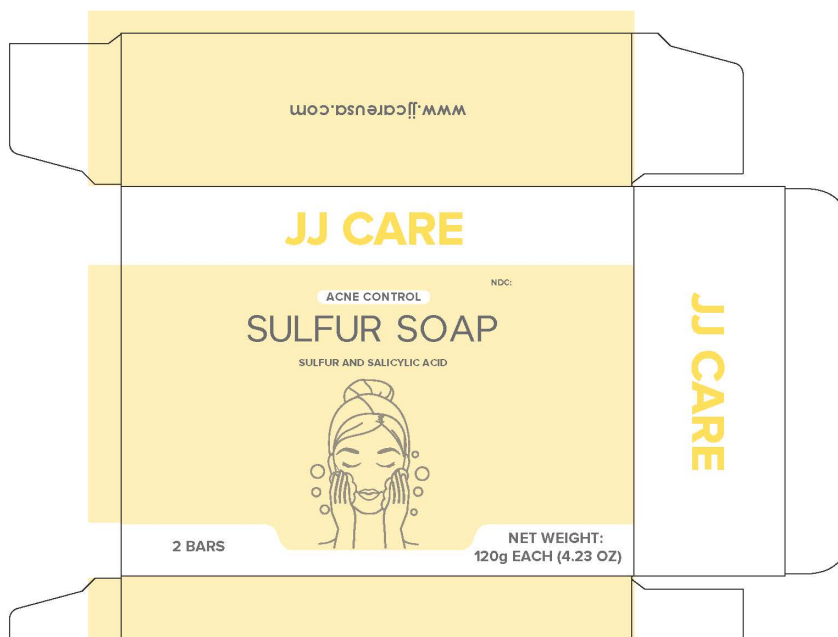 www.jjcareusa.com
JJ CARE
NDC:
ACNE CONTROL
SULFUR SOAP
SULFUR AND SALICYLIC ACID
2 BARS
NET WEIGHT:
120g EACH (4.23 OZ)
JJ CARE